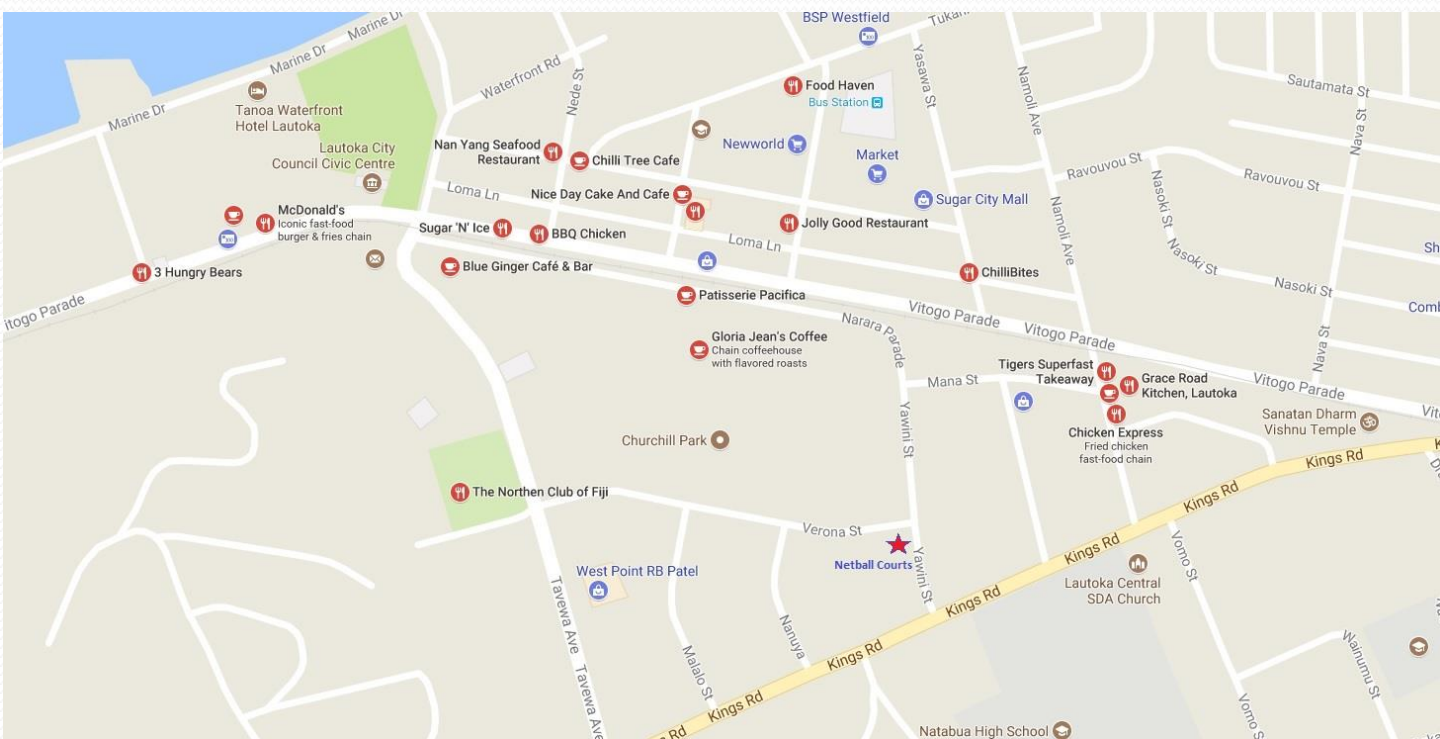 Marine Dr
BSP Westfield
Tukan
Marine Dr
Waterfront Rd
Nede St
Food Haven
Bus Station
Yasawa St
Namoli Ave
Sautamata St
Nava St
Marine Dr
Tanoa Waterfront
Hotel Lautoka
Lautoka City
Council Civic Centre
Nan Yang Seafood
Restaurant
Chilli Tree Cafe
Newworld
Market
Ravouvou St
Ravouvou St
Loma Ln
Nice Day Cake And Cafe
Sugar City Mall
Nasoki St
Namoli Ave
McDonald's
Iconic fast-food
burger & fries chain
Sugar 'N' Ice
BBQ Chicken
Jolly Good Restaurant
Loma Ln
Nasoki St
Sh
3 Hungry Bears
Blue Ginger Café & Bar
ChilliBites
Nasoki St
Patisserie Pacifica
itogo Parade
Vitogo Parade
Vitogo Parade
Coml
Narara Parade
Gloria Jean's Coffee
Chain coffeehouse
with flavored roasts
Nava St
Tigers Superfast
Takeaway
Mana St
Grace Road
Kitchen, Lautoka
Vitogo Parade
Vit
Yawini St
Sanatan Dharm
Vishnu Temple
Churchill Park
Chicken Express
Fried chicken
fast-food chain
Kings Rd
K
The Northen Club of Fiji
Kings Rd
Verona St
Netball Courts
Yawini St
Kings Rd
Vomo St
West Point RB Patel
Lautoka Central
SDA Church
Tavewa Ave
Kings Rd
Nanuya
Malalo St
Kings Rd
Wainumu St
Tavewa Ave
Kings Rd
Vomo S
Rd
Natabua High School